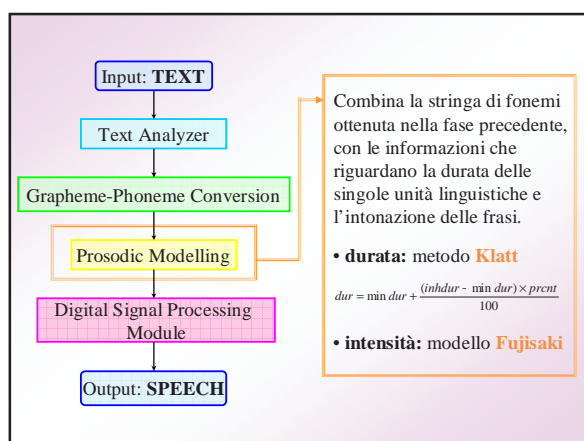 Input: TEXT
Text Analyzer
Grapheme-Phoneme Conversion
Prosodic Modelling
Digital Signal Processing
Module
Output: SPEECH
Combina la stringa di fonemi
ottenuta nella fase precedente,
con le informazioni che
riguardano la durata delle
singole unità linguistiche e
l'intonazione delle frasi.
• durata: metodo Klatt
dur = min dur + (inhdur - min dur) × prcnt
100
• intensità: modello Fujisaki